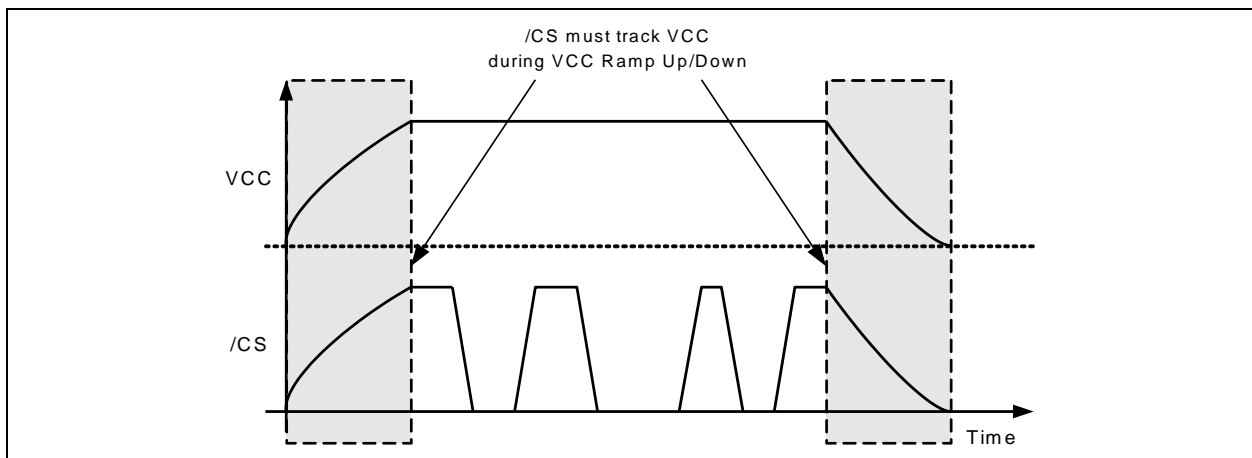 /CS must track VCC
during VCC Ramp Up/Down
VCC
/CS
Time